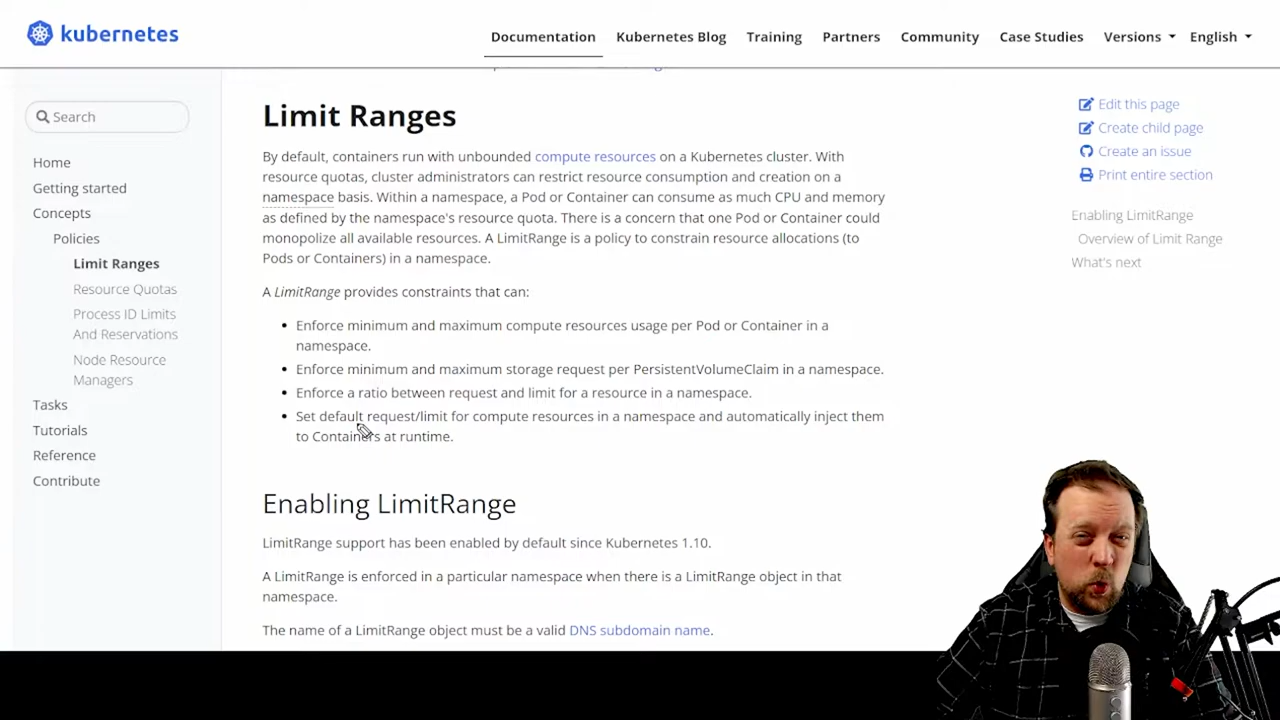 kubernetes
Documentation
Kubernetes Blog
Training
Partners
Community
Case Studies
Versions
English
Search
Home
Getting started
Concepts
Policies
Limit Ranges
Resource Quotas
Process ID Limits
And Reservations
Node Resource
Managers
Tasks
Tutorials
Reference
Contribute
Limit Ranges
By default, containers run with unbounded compute resources on a Kubernetes cluster. With
resource quotas, cluster administrators can restrict resource consumption and creation on a
namespace basis. Within a namespace, a Pod or Container can consume as much CPU and memory
as defined by the namespace's resource quota. There is a concern that one Pod or Container could
monopolize all available resources. A LimitRange is a policy to constrain resource allocations (to
Pods or Containers) in a namespace.
A LimitRange provides constraints that can:
• Enforce minimum and maximum compute resources usage per Pod or Container in a
namespace.
• Enforce minimum and maximum storage request per PersistentVolumeClaim in a namespace.
• Enforce a ratio between request and limit for a resource in a namespace.
• Set default request/limit for compute resources in a namespace and automatically inject them
to Containers at runtime.
Enabling LimitRange
LimitRange support has been enabled by default since Kubernetes 1.10.
A LimitRange is enforced in a particular namespace when there is a LimitRange object in that
namespace.
The name of a LimitRange object must be a valid DNS subdomain name.
Edit this page
Create child page
Create an issue
Print entire section
Enabling LimitRange
Overview of Limit Range
What's next